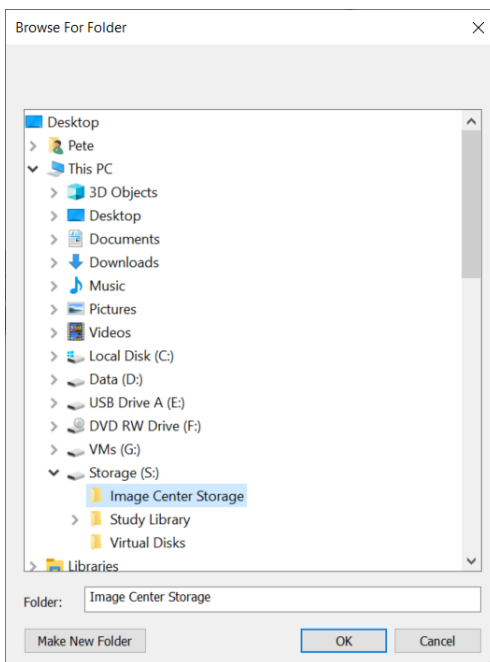 Browse For Folder
Desktop
Pete
This PC
3D Objects
Desktop
Documents
Downloads
Music
Pictures
Videos
Local Disk (C:)
Data (D:)
USB Drive A (E:)
DVD RW Drive (F:)
VMs (G:)
Storage (S:)
Image Center Storage
Study Library
Virtual Disks
Libraries
Folder: Image Center Storage
Make New Folder OK Cancel